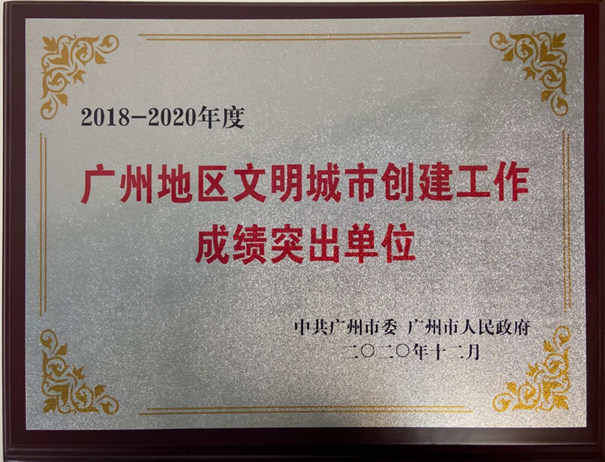 2018-2020年度
广州地区文明城市创建工作
成绩突出单位
中共广州市委 广州市人民政府
二〇二〇年十二月